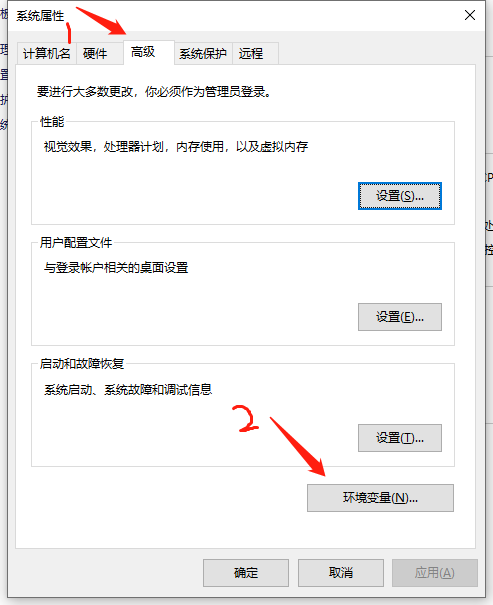 系统属性
1
计算机名 硬件 高级 系统保护 远程
要进行大多数更改，你必须作为管理员登录。
性能
视觉效果，处理器计划，内存使用，以及虚拟内存
设置(S)...
用户配置文件
与登录帐户相关的桌面设置
设置(E)...
启动和故障恢复
系统启动、系统故障和调试信息
2
设置(T)...
环境变量(N)...
确定 取消 应用(A)